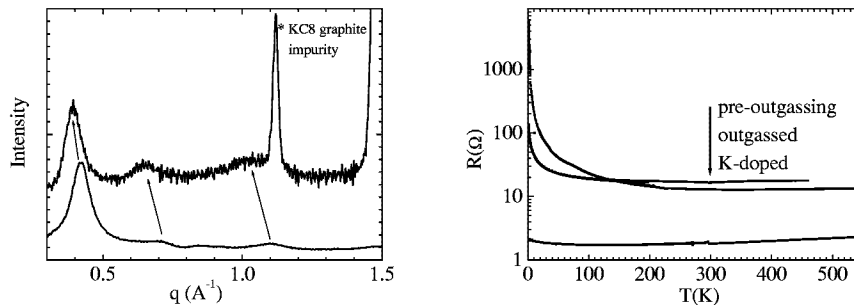 * KC8 graphite
impurity
Intensity
0.5
1.0
1.5
q (A⁻¹)
1000
100
10
1
R(Ω)
pre-outgassing
outgassed
K-doped
0
100
200
300
400
500
T(K)